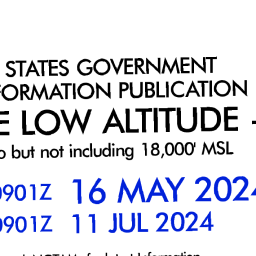 STATES GOVERNMENT
FORMATION PUBLICATION
E LOW ALTITUDE -
o but not including 18,000' MSL
0901Z 16 MAY 2024
0901Z 11 JUL 2024